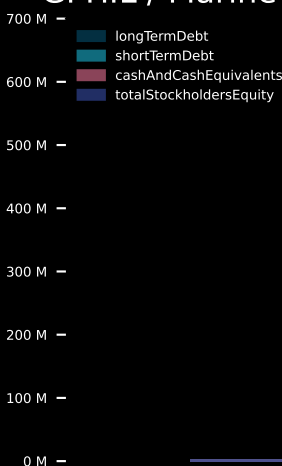 700 M
longTermDebt
shortTermDebt
600 M
cashAndCashEquivalents
totalStockholdersEquity
500 M
400 M
300 M
200 M
100 M
0 M